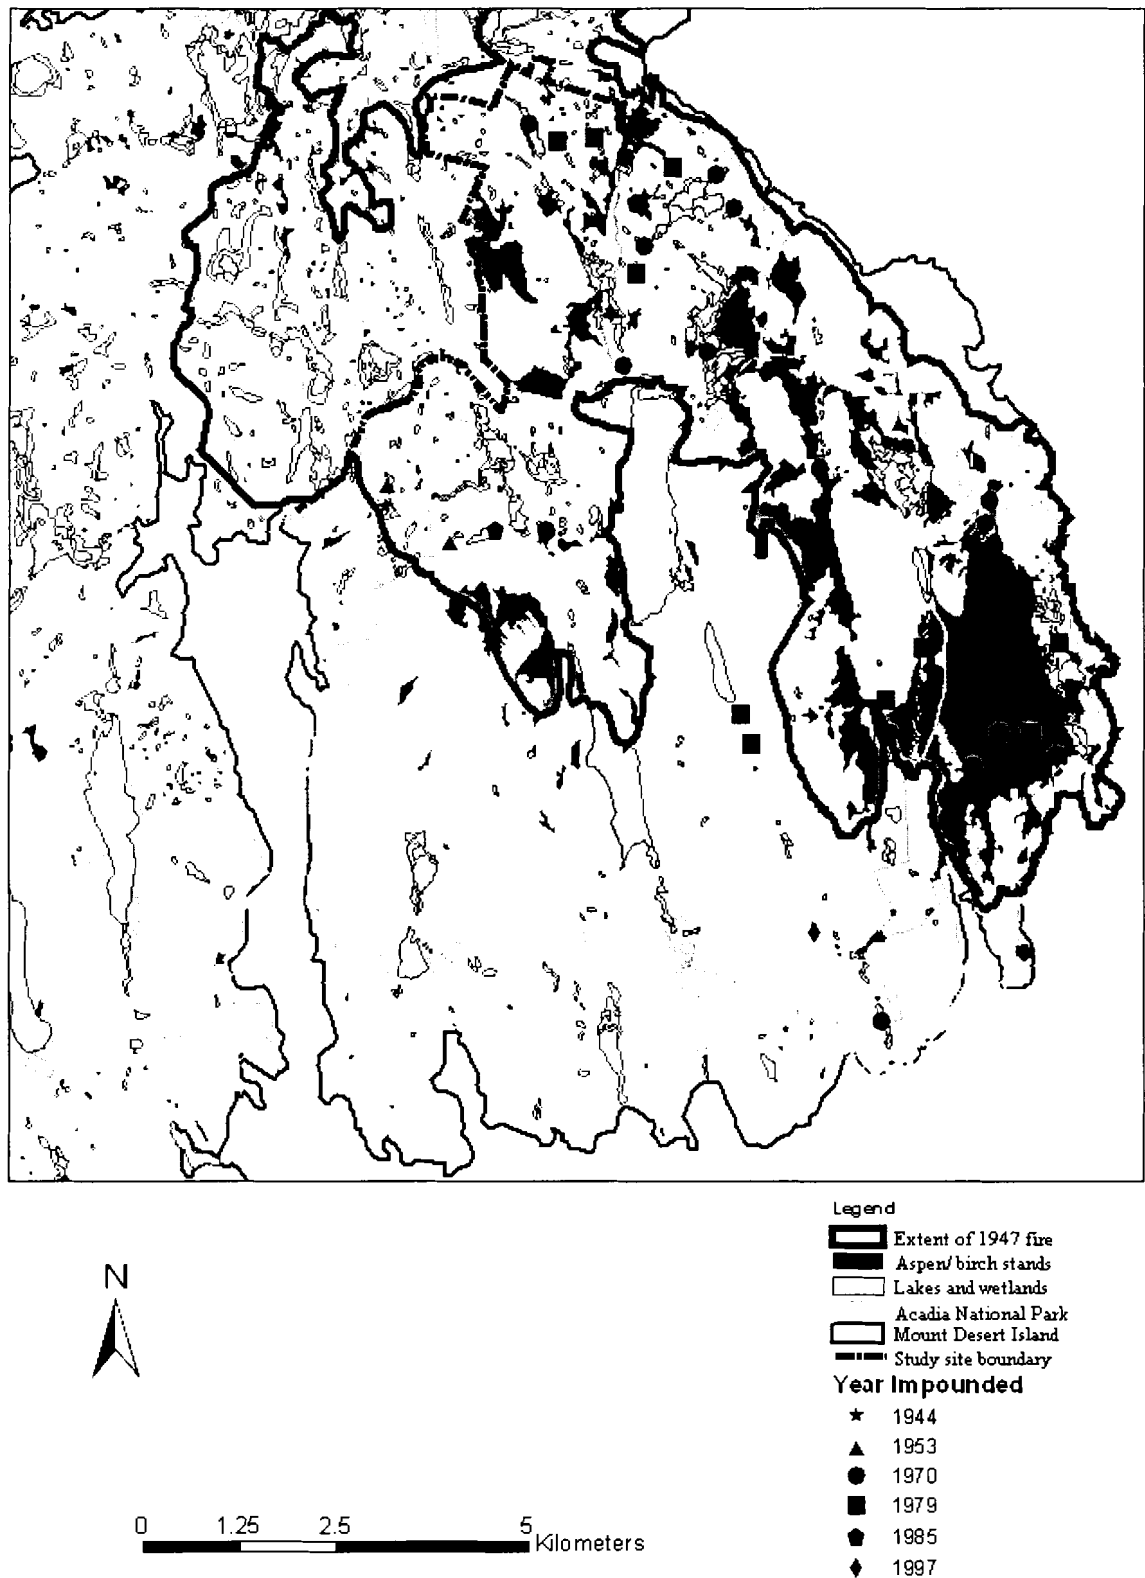 Legend
Extent of 1947 fire
Aspen/ birch stands
Lakes and wetlands
Acadia National Park
Mount Desert Island
Study site boundary
Year Impounded
1944
1953
1970
1979
1985
1997
N
0 1.25 2.5 5
Kilometers